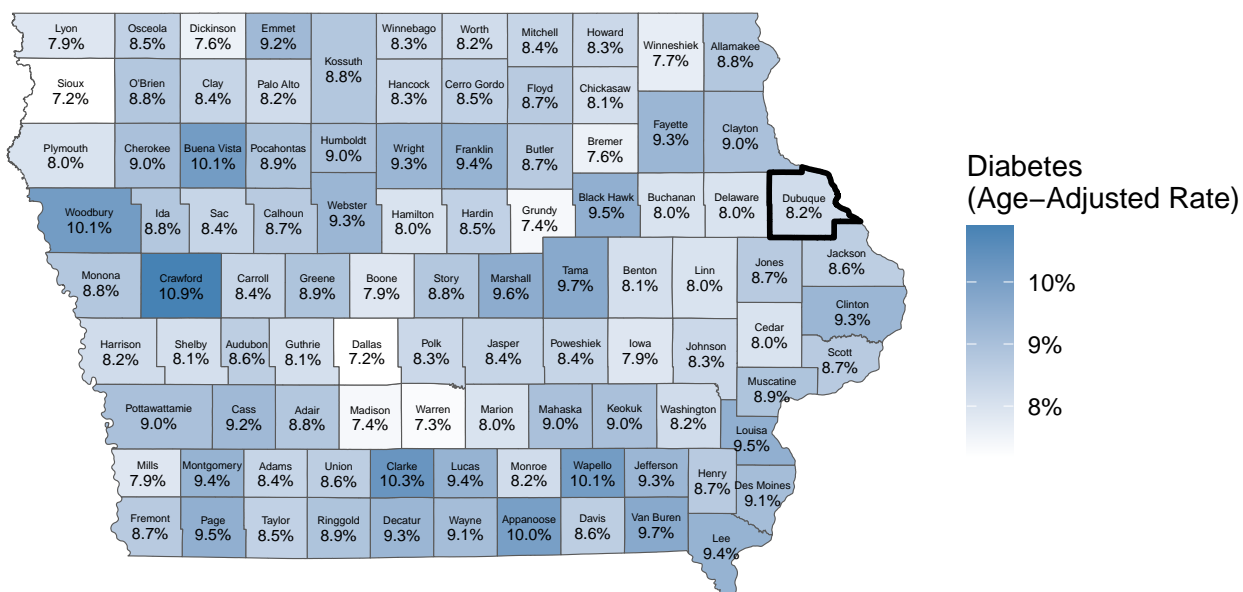 Lyon
7.9%
Osceola
8.5%
Dickinson
7.6%
Emmet
9.2%
Kossuth
8.8%
Winnebago
8.3%
Worth
8.2%
Mitchell
8.4%
Howard
8.3%
Winneshiek
7.7%
Allamakee
8.8%
Sioux
7.2%
O'Brien
8.8%
Clay
8.4%
Palo Alto
8.2%
Hancock
8.3%
Cerro Gordo
8.5%
Floyd
8.7%
Chickasaw
8.1%
Fayette
9.3%
Clayton
9.0%
Plymouth
8.0%
Cherokee
9.0%
Buena Vista
10.1%
Pocahontas
8.9%
Humboldt
9.0%
Wright
9.3%
Franklin
9.4%
Butler
8.7%
Bremer
7.6%
Woodbury
10.1%
Ida
8.8%
Sac
8.4%
Calhoun
8.7%
Webster
9.3%
Hamilton
8.0%
Hardin
8.5%
Grundy
7.4%
Black Hawk
9.5%
Buchanan
8.0%
Delaware
8.0%
Dubuque
8.2%
Monona
8.8%
Crawford
10.9%
Carroll
8.4%
Greene
8.9%
Boone
7.9%
Story
8.8%
Marshall
9.6%
Tama
9.7%
Benton
8.1%
Linn
8.0%
Jones
8.7%
Jackson
8.6%
Clinton
9.3%
Harrison
8.2%
Shelby
8.1%
Audubon
8.6%
Guthrie
8.1%
Dallas
7.2%
Polk
8.3%
Jasper
8.4%
Poweshiek
8.4%
Iowa
7.9%
Johnson
8.3%
Cedar
8.0%
Scott
8.7%
Muscatine
8.9%
Pottawattamie
9.0%
Cass
9.2%
Adair
8.8%
Madison
7.4%
Warren
7.3%
Marion
8.0%
Mahaska
9.0%
Keokuk
9.0%
Washington
8.2%
Louisa
9.5%
Mills
7.9%
Montgomery
9.4%
Adams
8.4%
Union
8.6%
Clarke
10.3%
Lucas
9.4%
Monroe
8.2%
Wapello
10.1%
Jefferson
9.3%
Henry
8.7%
Des Moines
9.1%
Fremont
8.7%
Page
9.5%
Taylor
8.5%
Ringgold
8.9%
Decatur
9.3%
Wayne
9.1%
Appanoose
10.0%
Davis
8.6%
Van Buren
9.7%
Lee
9.4%
Diabetes
(Age−Adjusted Rate)
10%
9%
8%